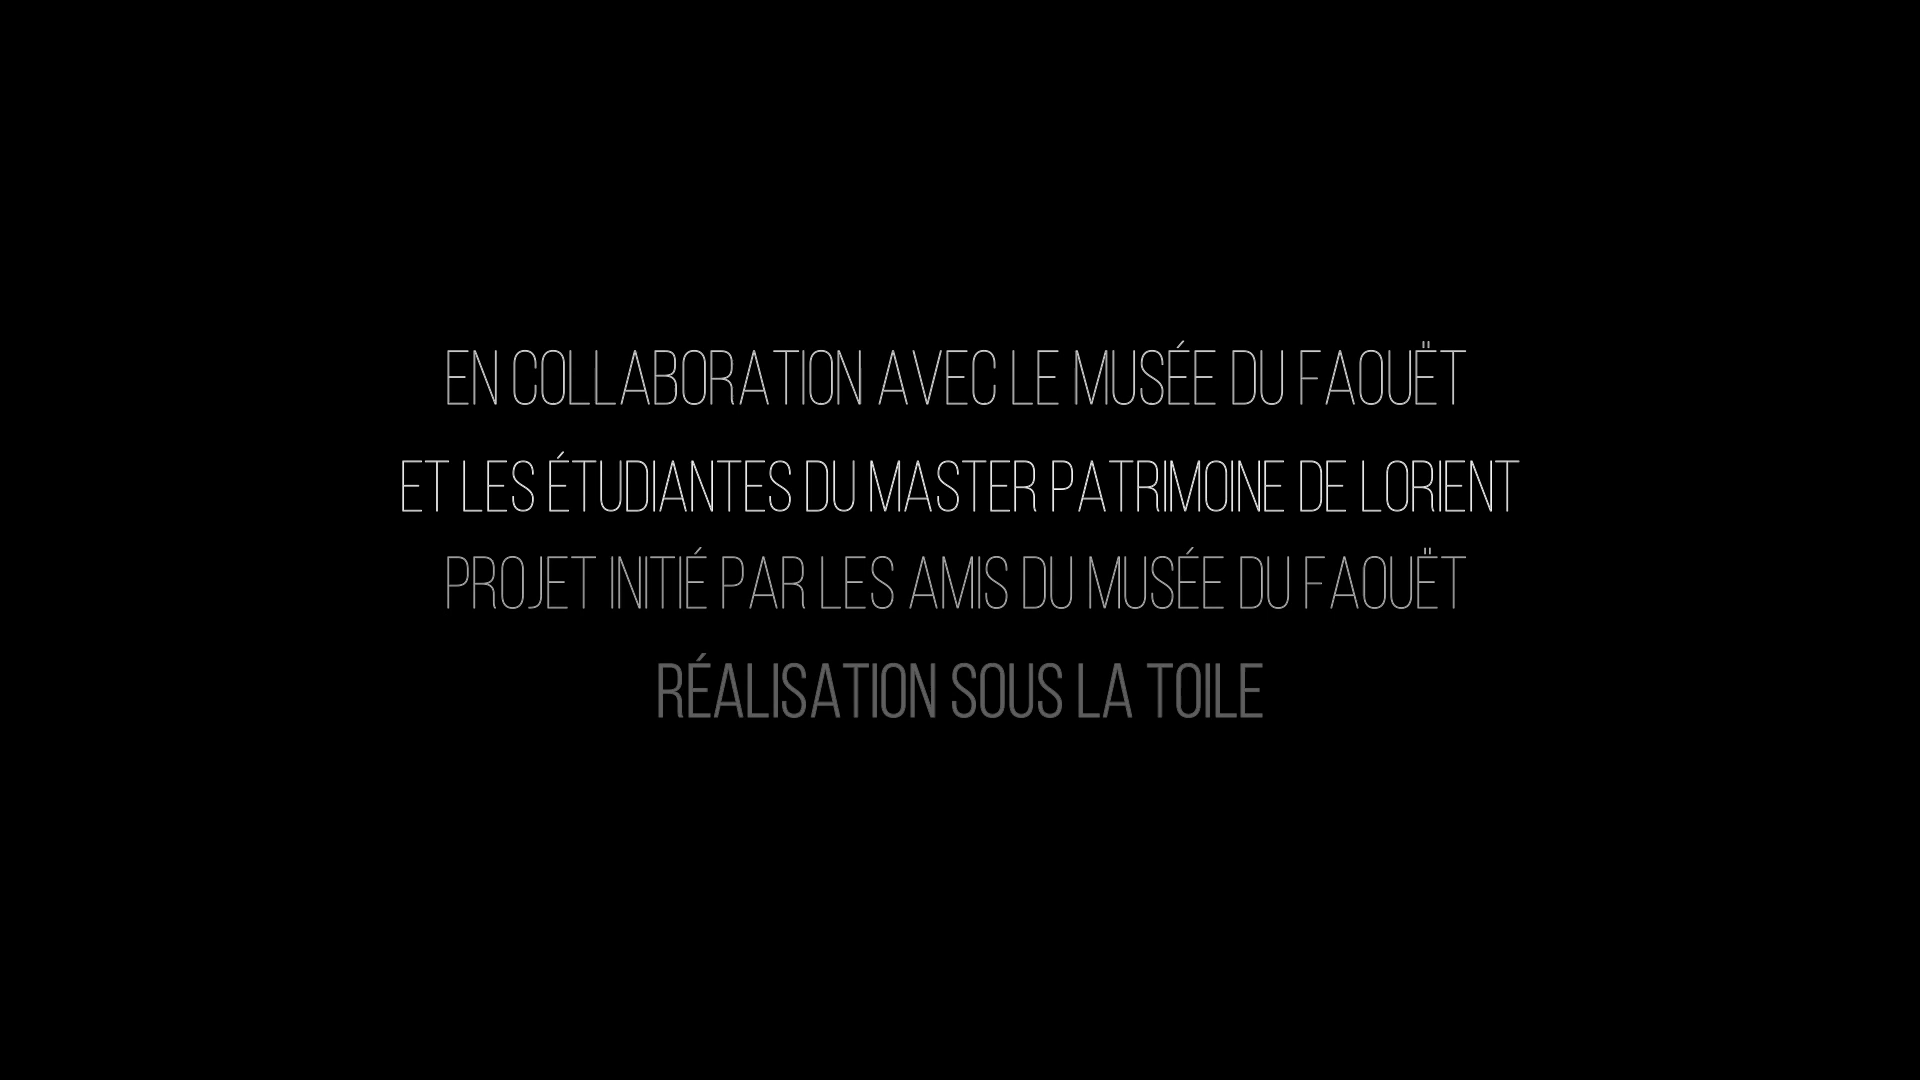 EN COLLABORATION AVEC LE MUSÉE DU FAOUËT
ET LES ÉTUDIANTES DU MASTER PATRIMOINE DE LORIENT
PROJET INITIÉ PAR LES AMIS DU MUSÉE DU FAOUËT
RÉALISATION SOUS LA TOILE